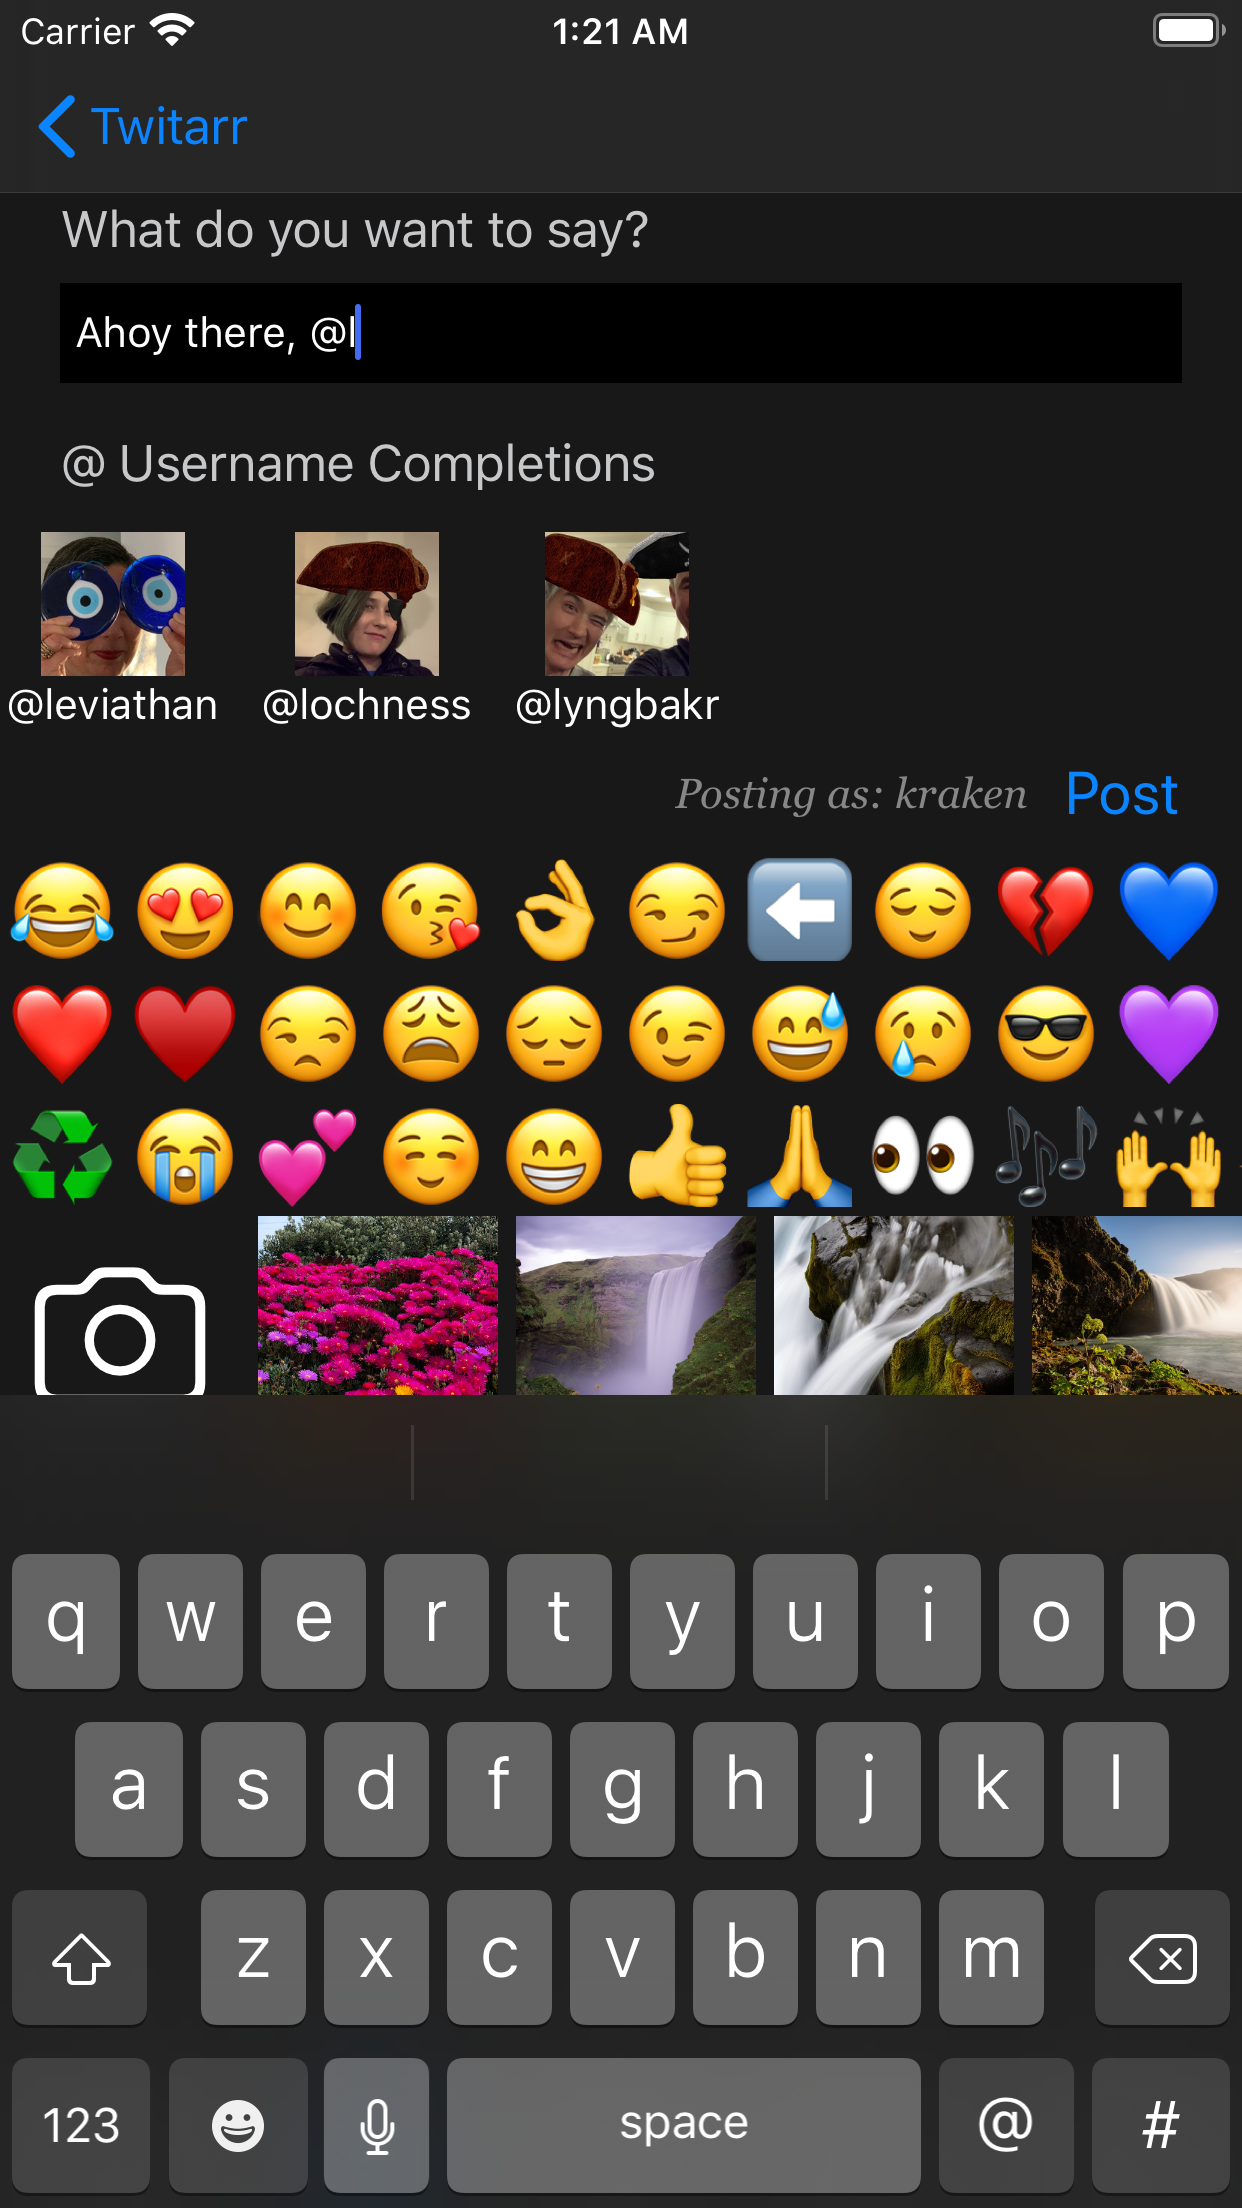 Carrier 1:21 AM
Twitarr
What do you want to say?
Ahoy there, @l
@ Username Completions
@leviathan @lochness @lyngbakr
Posting as: kraken Post
q w e r t y u i o p
a s d f g h j k l
z x c v b n m
123 space @ #